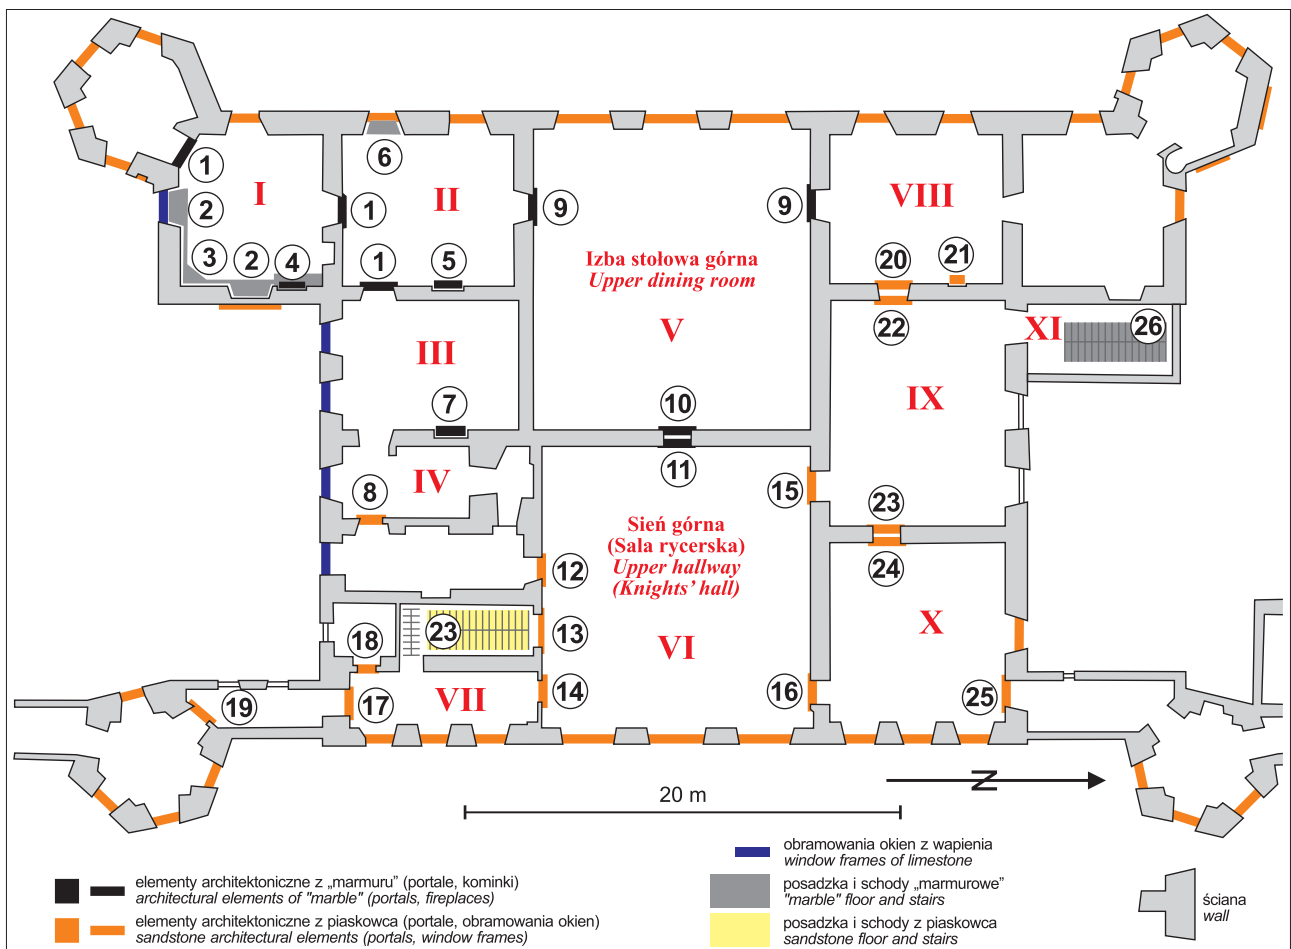 1
6
I
II
VIII
2
1
9
9
3
2
4
1
5
Izba stołowa górna
Upper dining room
20
21
V
22
XI
26
III
IX
7
10
11
IV
8
15
23
Sień górna
(Sala rycerska)
Upper hallway
(Knights’ hall)
12
24
18
23
13
X
VI
19
17
VII
14
16
25
N
20 m
elementy architektoniczne z „marmuru” (portale, kominki)
architectural elements of "marble" (portals, fireplaces)
elementy architektoniczne z piaskowca (portale, obramowania okien)
sandstone architectural elements (portals, window frames)
obramowania okien z wapienia
window frames of limestone
posadzka i schody „marmurowe”
"marble" floor and stairs
posadzka i schody z piaskowca
sandstone floor and stairs
ściana
wall